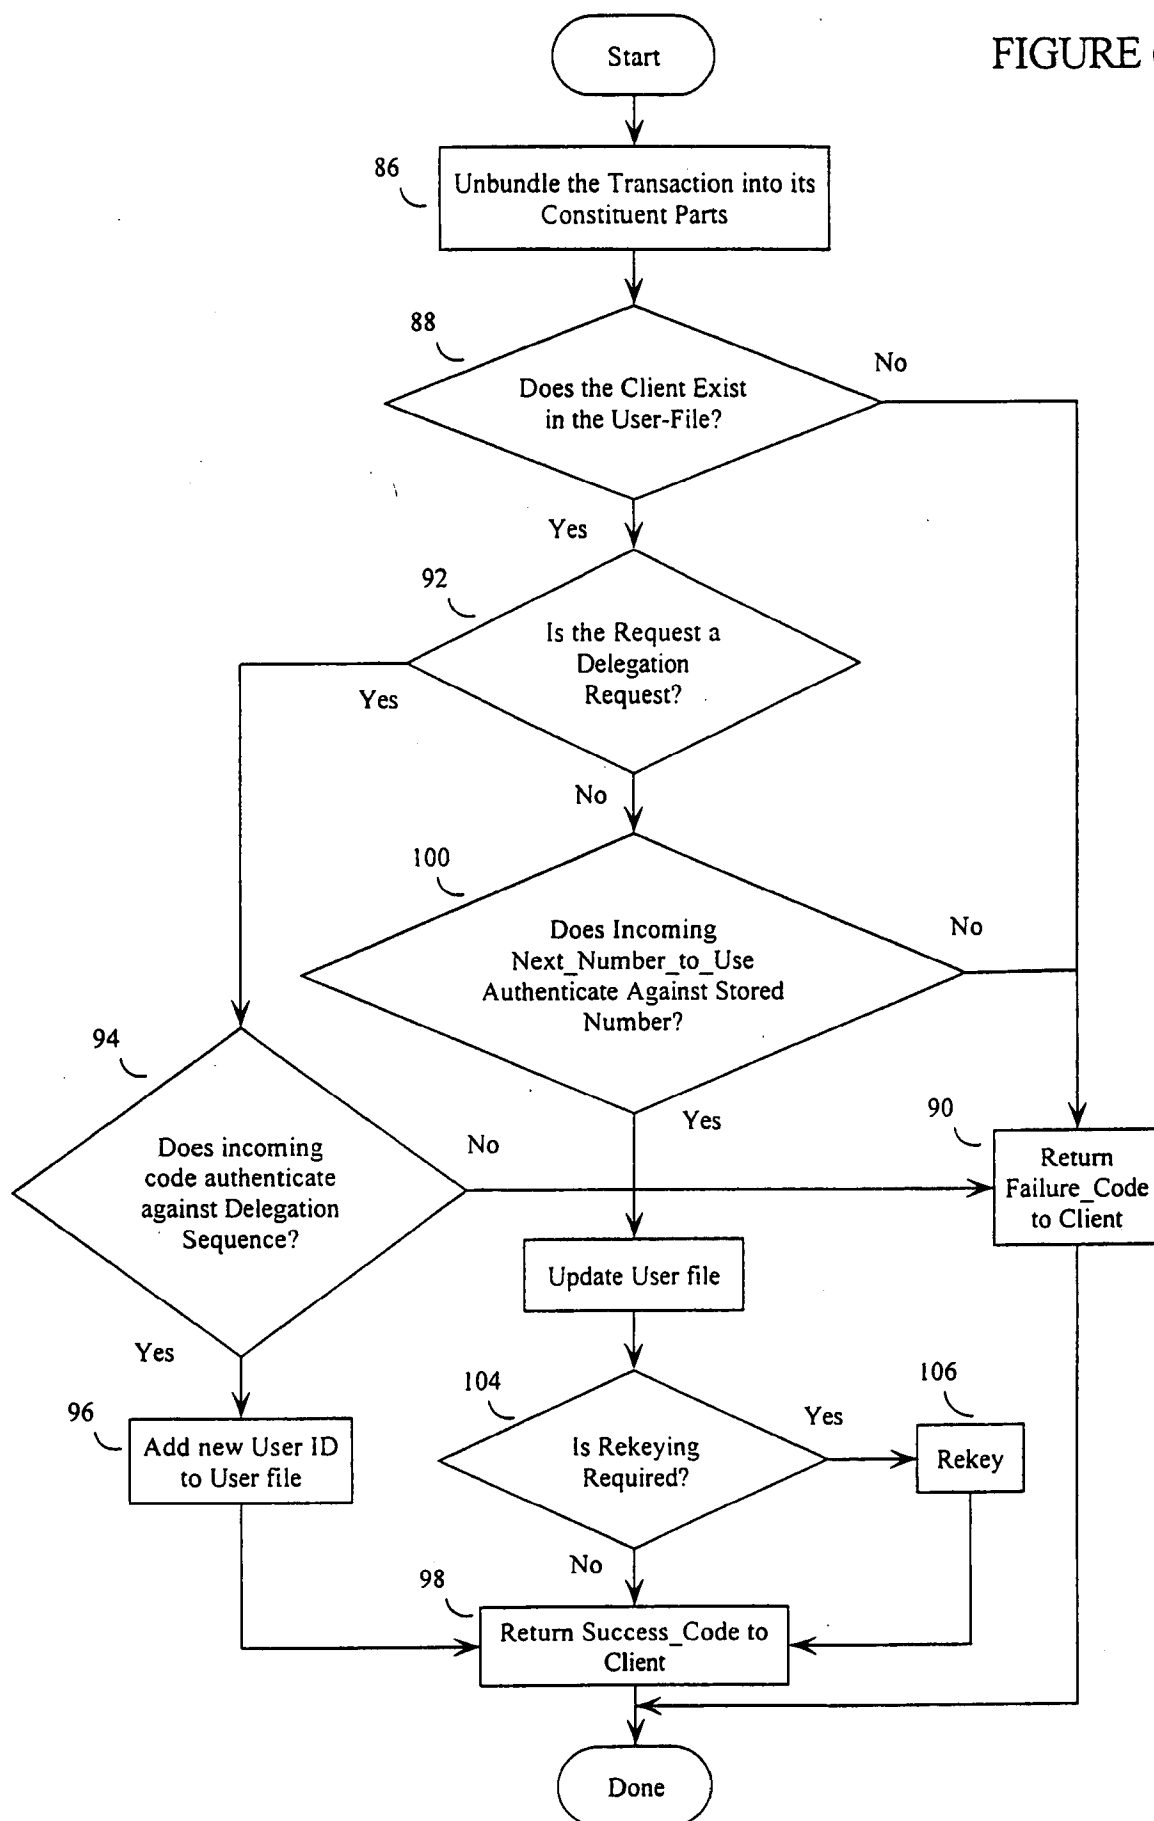 Start
FIGURE
86
Unbundle the Transaction into its
Constituent Parts
88
No
Does the Client Exist
in the User-File?
Yes
92
Is the Request a
Delegation
Request?
Yes
No
100
Does Incoming
Next_Number_to_Use
Authenticate Against Stored
Number?
No
94
Does incoming
code authenticate
against Delegation
Sequence?
No
Yes
90
Return
Failure_Code
to Client
Update User file
Yes
104
Is Rekeying
Required?
Yes
106
Rekey
96
Add new User ID
to User file
No
98
Return Success_Code to
Client
Done